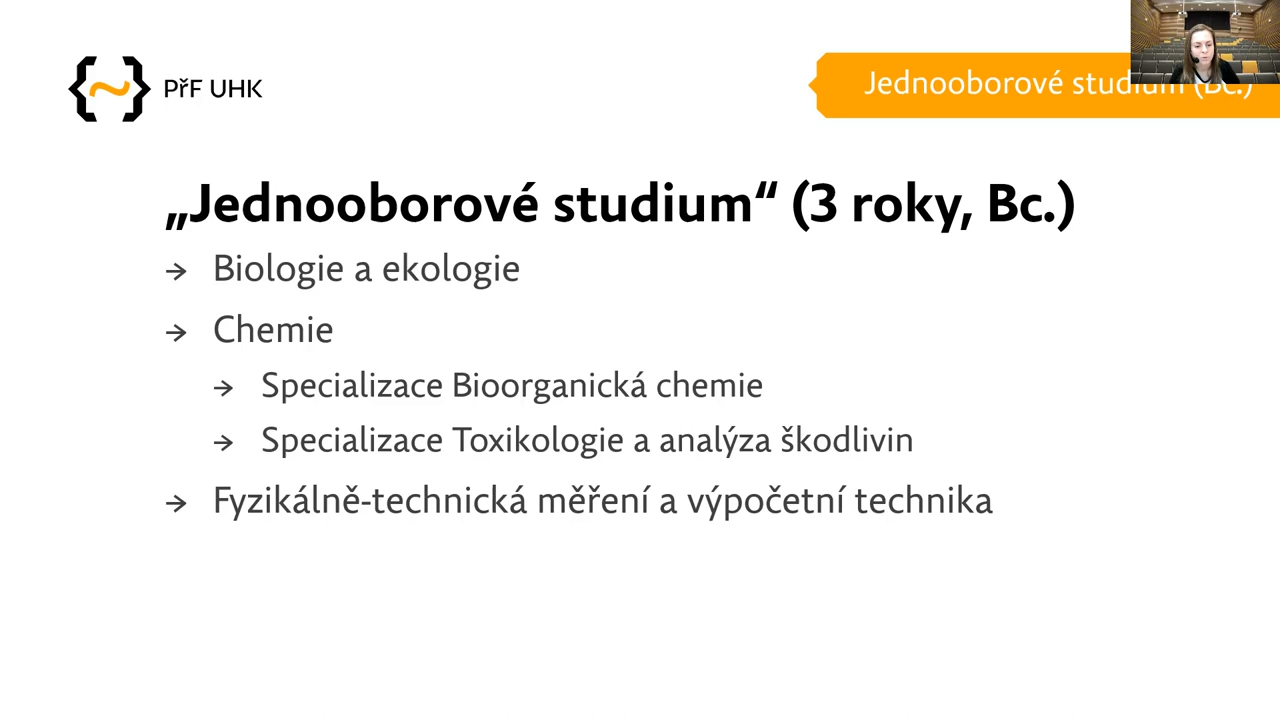 PřF UHK
Jednooborové studium (Bc.)
„Jednooborové studium“ (3 roky, Bc.)
→ Biologie a ekologie
→ Chemie
→ Specializace Bioorganická chemie
→ Specializace Toxikologie a analýza škodlivin
→ Fyzikálně-technická měření a výpočetní technika